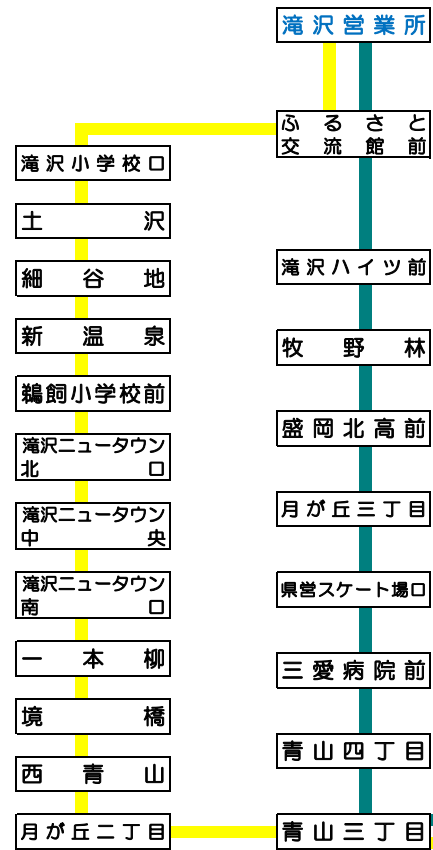 滝沢営業所
ふるさと
交流館前
滝沢小学校口
土沢
細谷地
新温泉
鵜飼小学校前
滝沢ニュータウン
北口
滝沢ニュータウン
中央
滝沢ニュータウン
南口
一本柳
境橋
西青山
月が丘二丁目
滝沢ハイツ前
牧野林
盛岡北高前
月が丘三丁目
県営スケート場口
三愛病院前
青山四丁目
青山三丁目